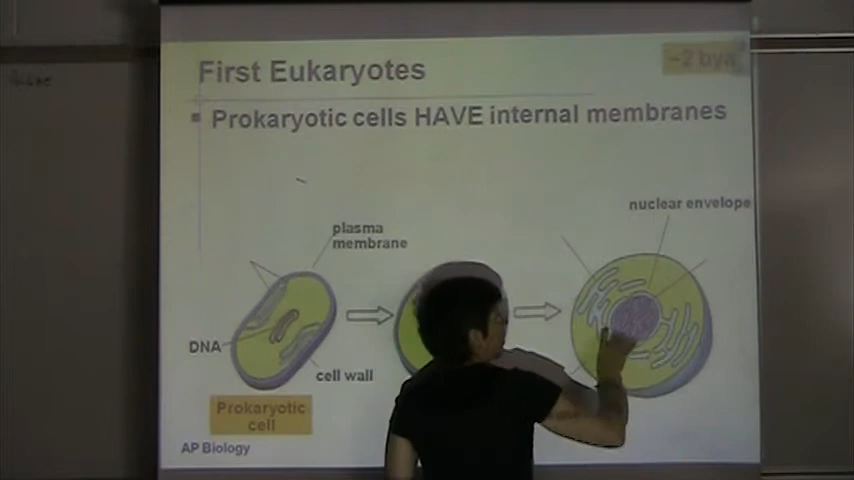 First Eukaryotes
~2 bya
Prokaryotic cells HAVE internal membranes
nuclear envelope
plasma
membrane
DNA
cell wall
Prokaryotic
cell
AP Biology